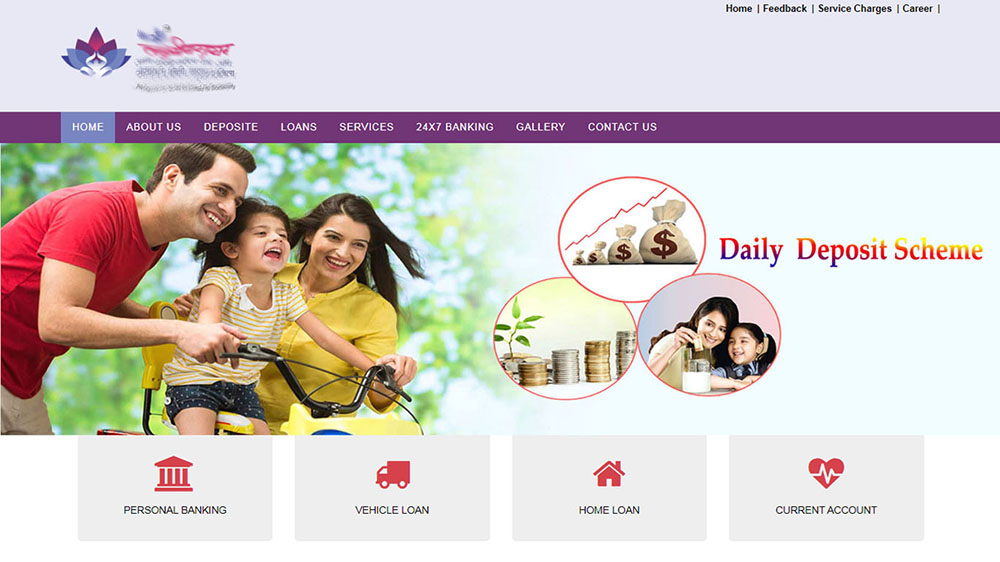 Home | Feedback | Service Charges | Career |
HOME ABOUT US DEPOSITE LOANS SERVICES 24X7 BANKING GALLERY CONTACT US
$ $ $ $
Daily Deposit Scheme
PERSONAL BANKING VEHICLE LOAN HOME LOAN CURRENT ACCOUNT